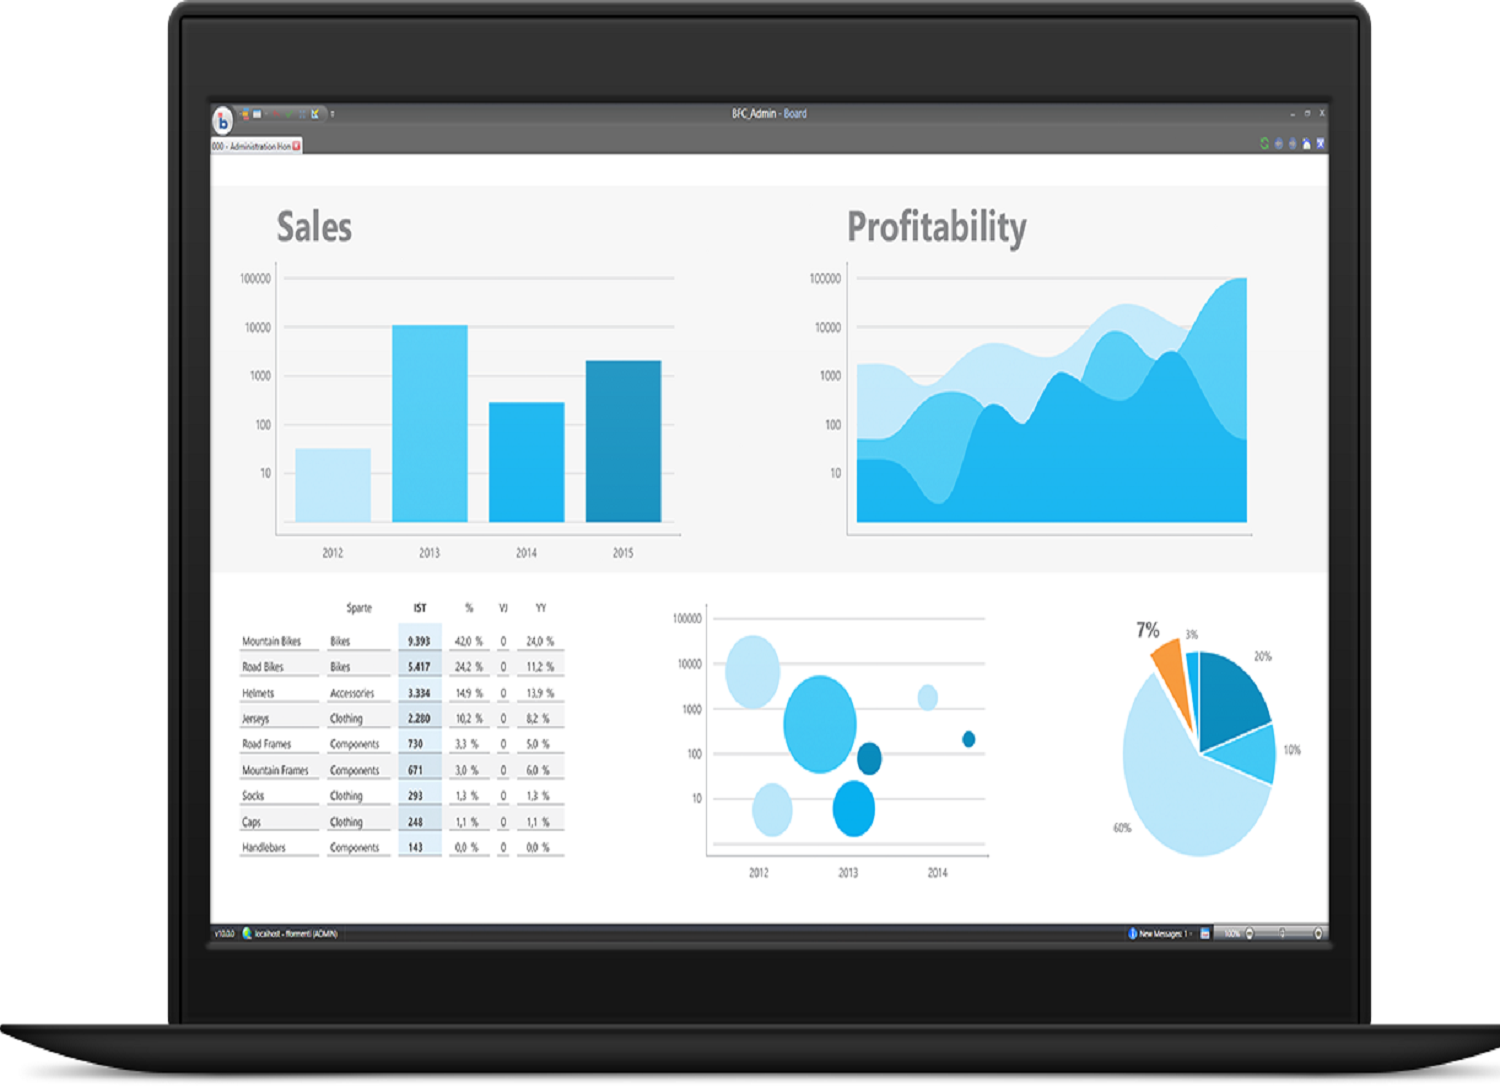 BFC_Admin - Board
000 - Administration Hom
Sales
100000
10000
1000
100
10
2012 2013 2014 2015
Profitability
100000
10000
1000
100
10
Sparte IST % VJ YY
Mountain Bikes Bikes 9.393 42,0 % 0 24,0 %
Road Bikes Bikes 5.417 24,2 % 0 11,2 %
Helmets Accessories 3.334 14,9 % 0 13,9 %
Jerseys Clothing 2.280 10,2 % 0 8,2 %
Road Frames Components 730 3,3 % 0 5,0 %
Mountain Frames Components 671 3,0 % 0 6,0 %
Socks Clothing 293 1,3 % 0 1,3 %
Caps Clothing 248 1,1 % 0 1,1 %
Handlebars Components 143 0,0 % 0 0,0 %
100000
10000
1000
100
10
2012 2013 2014
7%
3%
20%
10%
60%
v10.0.0 localhost - (ADMIN)
New Messages: 1
100%